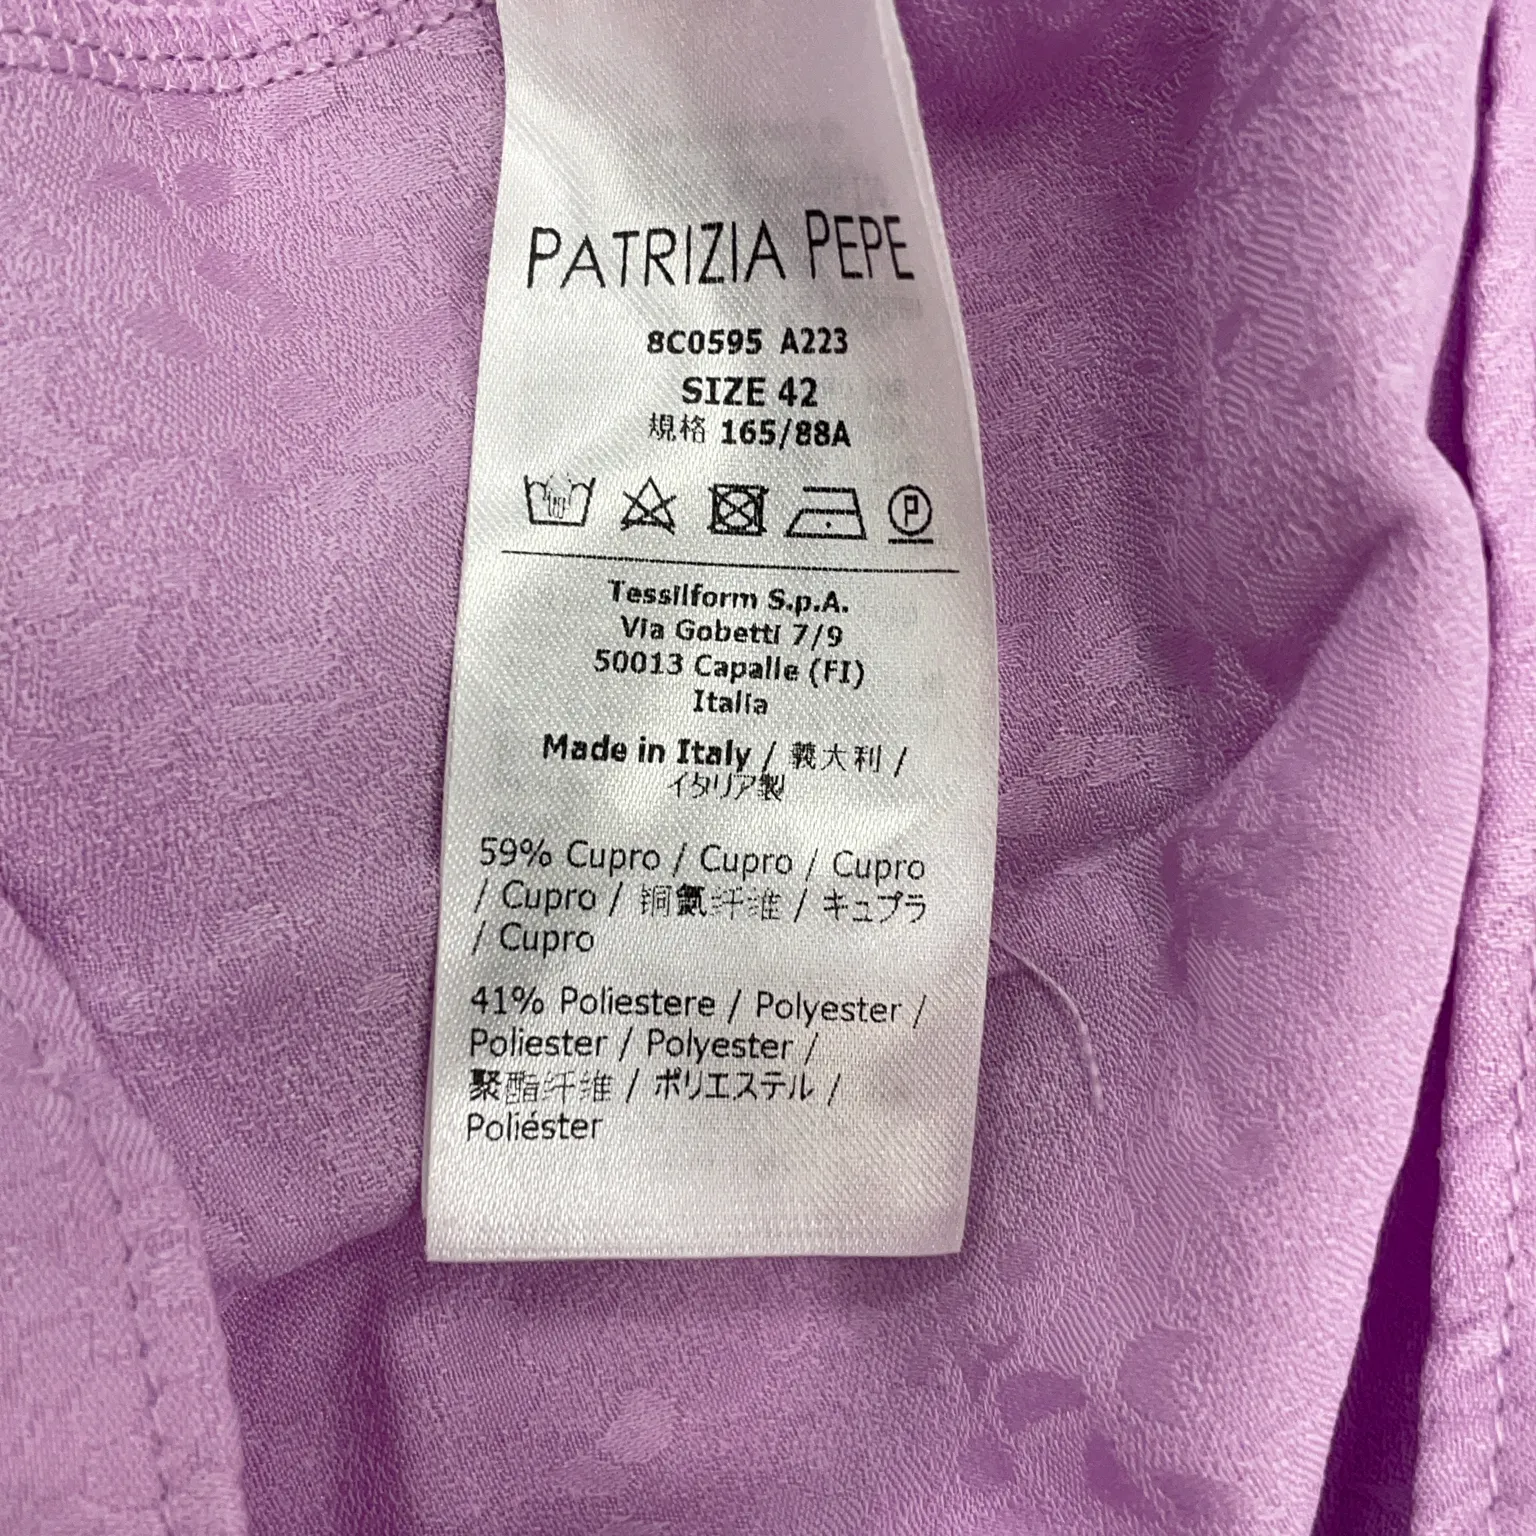 PATRIZIA PEPE
8C0595 A223
SIZE 42
規格 165/88A
P
Tessilform S.p.A.
Via Gobetti 7/9
50013 Capalle (FI)
Italia
Made in Italy / 義大利 /
イタリア製
59% Cupro / Cupro / Cupro
/ Cupro / 铜氨纤维 / キュプラ
/ Cupro
41% Poliestere / Polyester /
Poliester / Polyester /
聚酯纤维 / ポリエステル /
Poliéster